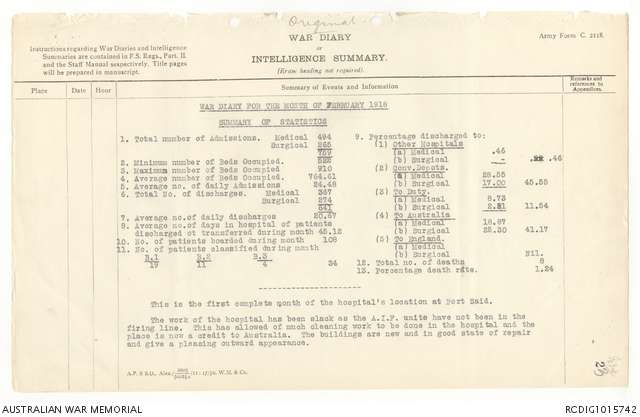 Original
WAR DIARY
or
INTELLIGENCE SUMMARY.
(Erase heading not required).
Army Form C. 2118.
Instructions regarding War Diaries and Intelligence
Summaries are contained in F.S. Regs., Part. II
and the Staff Manual respectively. Title pages
will be prepared in manuscript.
Place Date Hour Summary of Events and Information Remarks and references to Appendices.
WAR DIARY FOR THE MONTH OF FEBRUARY 1916
SUMMARY OF STATISTICS
1. Total number of Admissions. Medical 494
Surgical 265
759
2. Minimum number of Beds Occupied.
3. Maximum number of Beds Occupied 910
4. Average number of Beds Occupied. 764.41
5. Average no. of daily Admissions 24.48
6. Total No. of discharges. Medical 367
Surgical 274
641
7. Average no.of daily discharges 20.67
8. Average no.of days in hospital of patients
discharged ot transferred during month 45.12
10. No. of patients boarded during month 108
11. No. of patients classified during month
B.1 B.2 B.3
19 11 4 34
9. Percentage discharged to:
(1) Other Hospitals
(a) Medical .46
(b) Surgical - .46
(2) Conv.Depots.
(a) Medical 28.55
(b) Surgical 17.00 45.55
(3) To Duty.
(a) Medical 8.73
(b) Surgical 2.81 11.54
(4) To Australia
(a) Medical 18.87
(b) Surgical 22.30 41.17
(5) To England.
(a) Medical
(b) Surgical Nil.
12. Total no. of deaths 8
13. Percentage death rate. 1.24
This is the first complete month of the hospital's location at Port Said.
The work of the hospital has been slack as the A.I.F. units have not been in the
firing line. This has allowed of much cleaning work to be done in the hospital and the
place is now a credit to Australia. The buildings are new and in good state of repair
and give a pleasing outward appearance.
AUSTRALIAN WAR MEMORIAL
RCDIG1015742